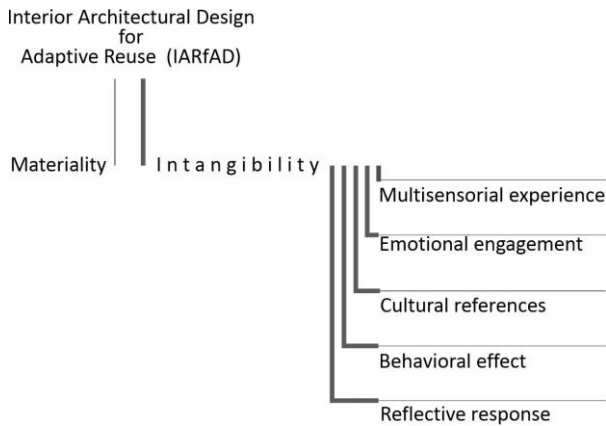 Interior Architectural Design
for
Adaptive Reuse (IARfAD)
Materiality Intangibility
Multisensorial experience
Emotional engagement
Cultural references
Behavioral effect
Reflective response